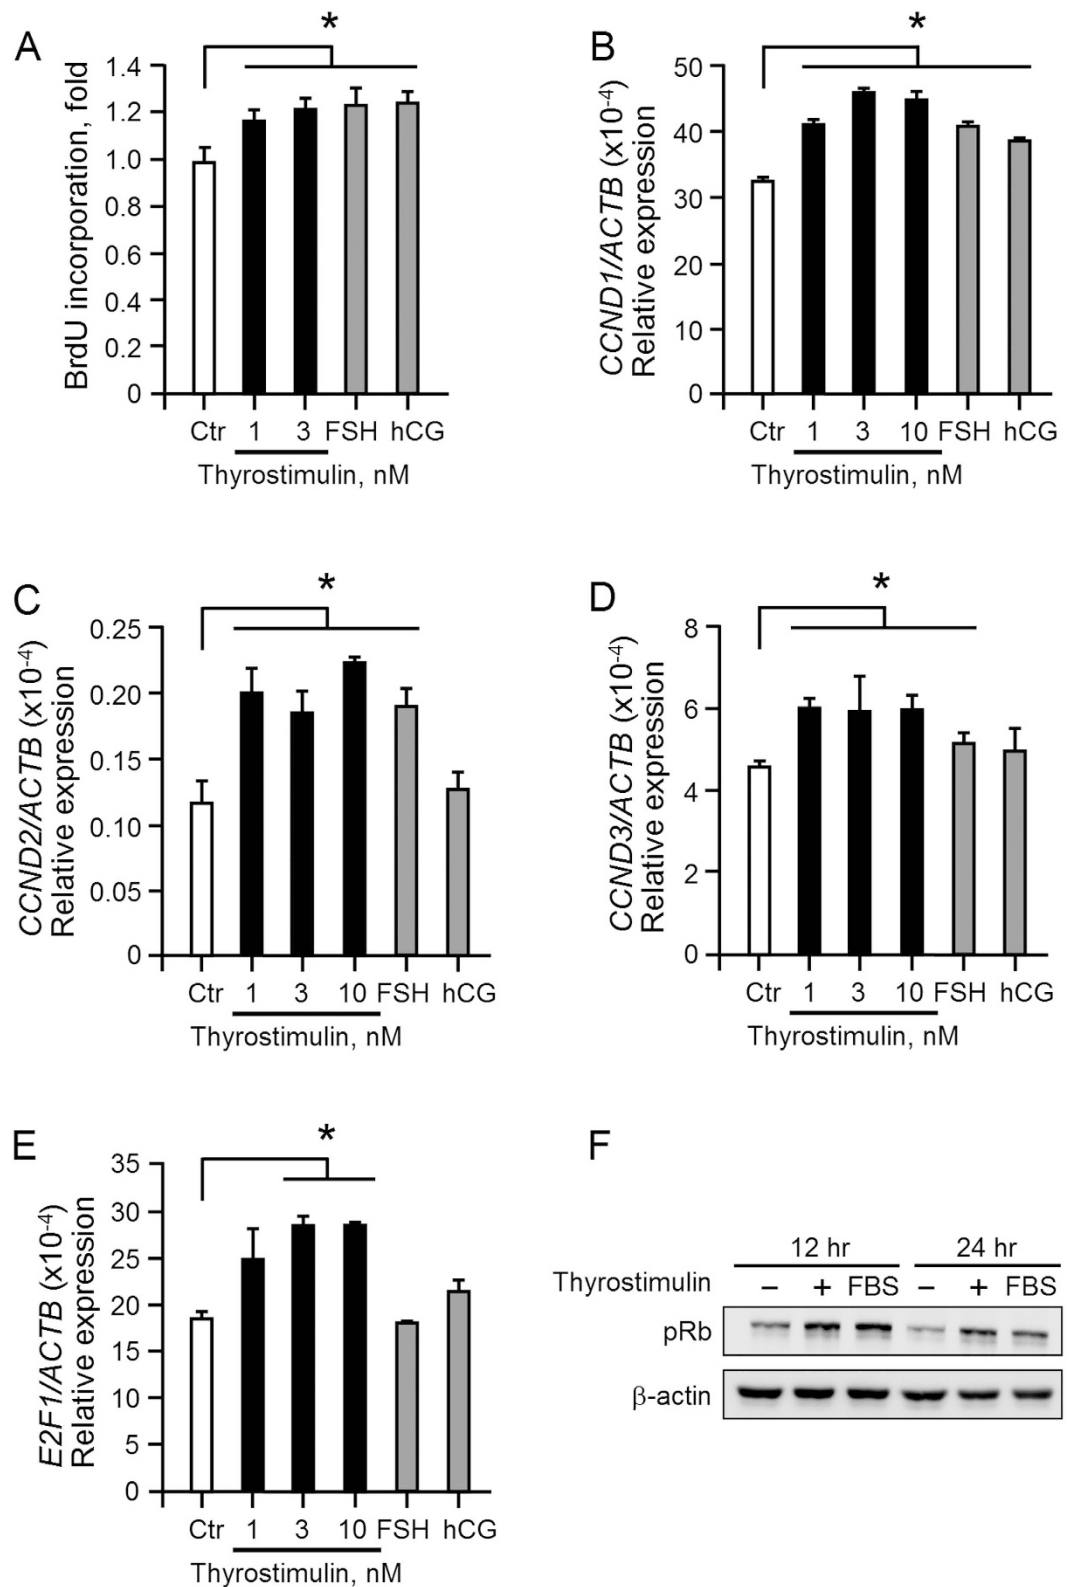 A
*
BrdU incorporation, fold
1.4
1.2
1.0
0.8
0.6
0.4
0.2
0
Ctr 1 3 FSH hCG
Thyrostimulin, nM
B
*
CCND1/ACTB (x10⁻⁴)
Relative expression
50
40
30
20
10
0
Ctr 1 3 10 FSH hCG
Thyrostimulin, nM
C
*
CCND2/ACTB (x10⁻⁴)
Relative expression
0.25
0.20
0.15
0.10
0.05
0
Ctr 1 3 10 FSH hCG
Thyrostimulin, nM
D
*
CCND3/ACTB (x10⁻⁴)
Relative expression
8
6
4
2
0
Ctr 1 3 10 FSH hCG
Thyrostimulin, nM
E
*
E2F1/ACTB (x10⁻⁴)
Relative expression
35
30
25
20
15
10
5
0
Ctr 1 3 10 FSH hCG
Thyrostimulin, nM
F
12 hr 24 hr
Thyrostimulin – + FBS – + FBS
pRb
β-actin